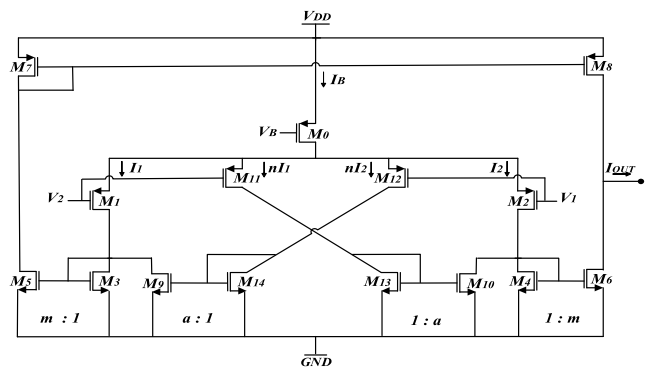 VDD
M7
M8
IB
VB
M0
I1
nI1
nI2
I2
IOUT
M11
M12
V2
M1
M2
V1
M5
M3
M9
M14
M13
M10
M4
M6
m : 1
a : 1
1 : a
1 : m
GND